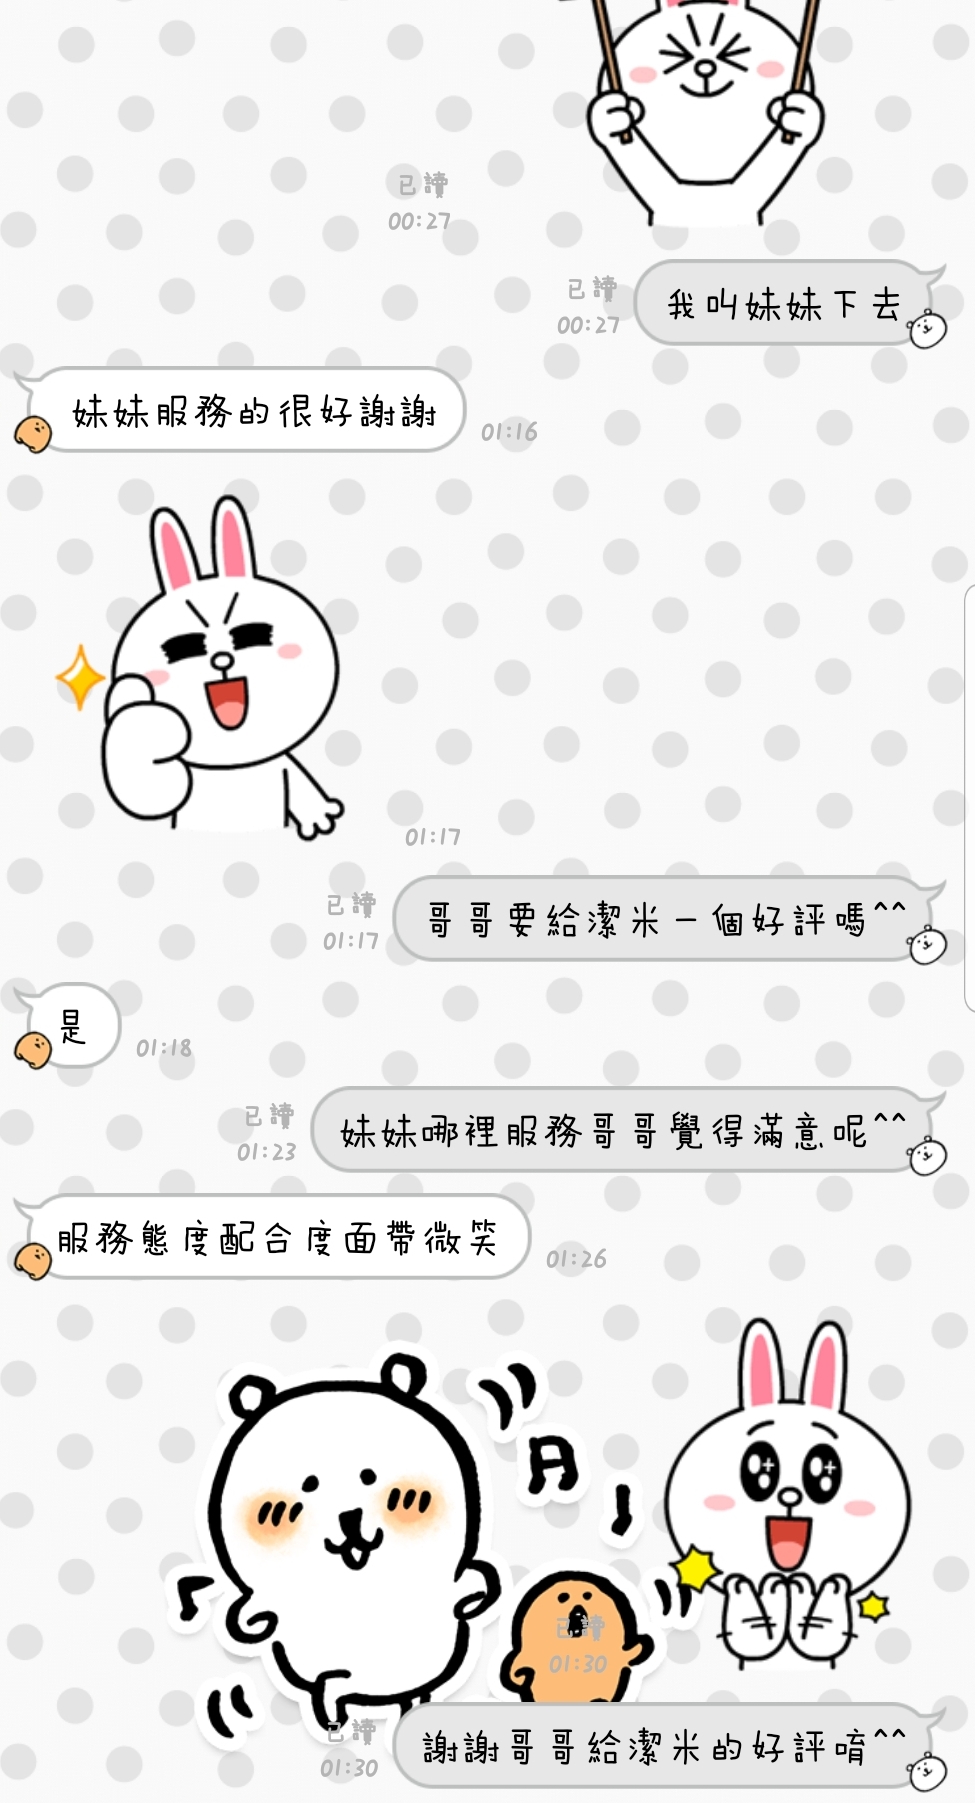 已讀
00:27
已讀
00:27
我叫妹妹下去
妹妹服務的很好謝謝
01:16
01:17
已讀
01:17
哥哥要給潔米一個好評嗎^^
是
01:18
已讀
01:23
妹妹哪裡服務哥哥覺得滿意呢^^
服務態度配合度面帶微笑
01:26
已讀
01:30
已讀
01:30
謝謝哥哥給潔米的好評唷^^